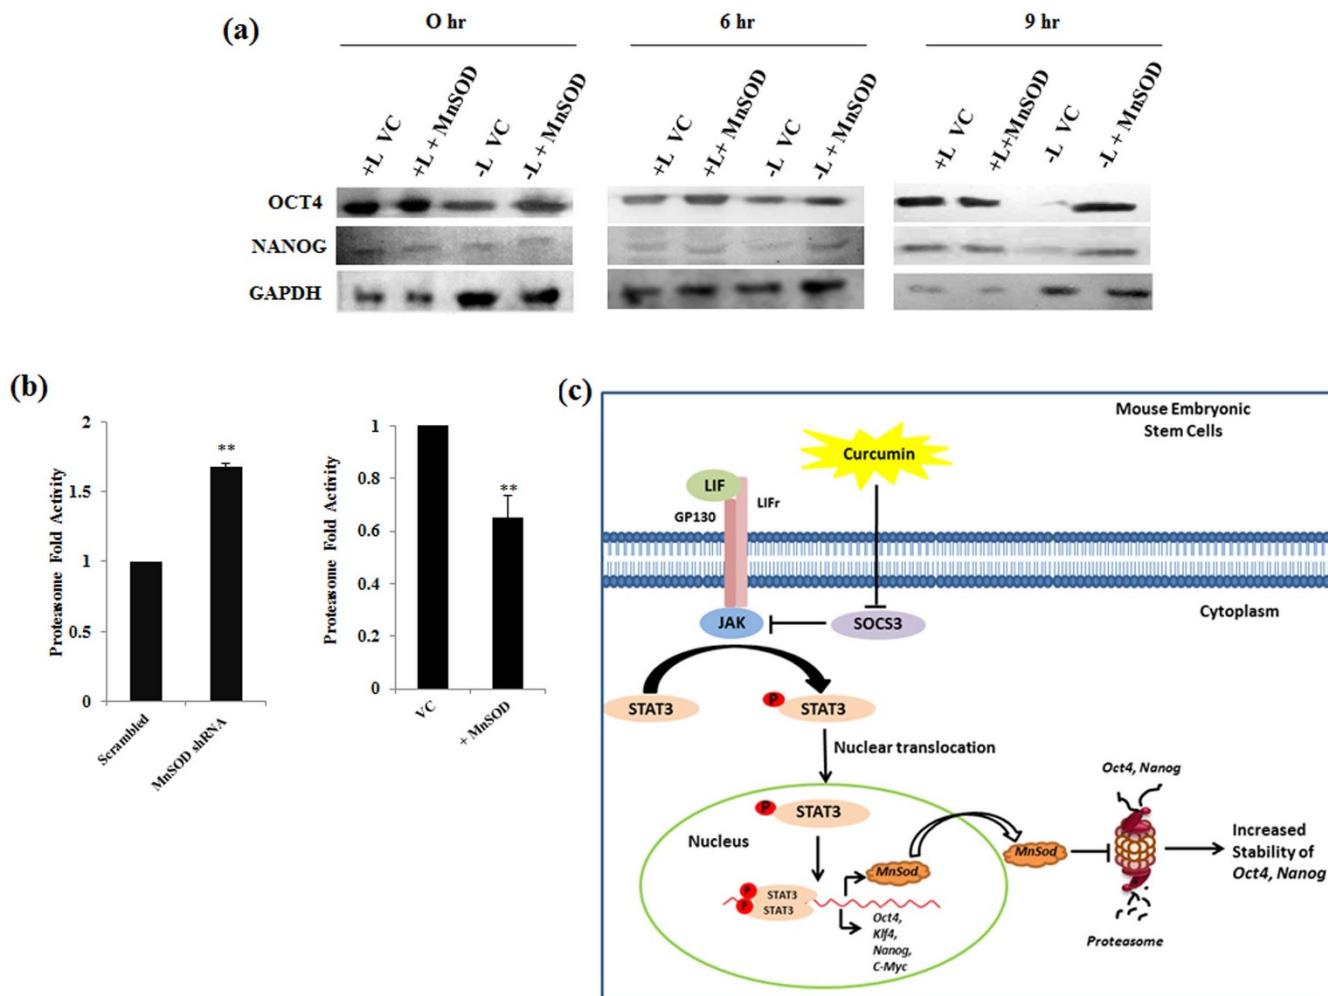 (a)
O hr
6 hr
9 hr
+L VC
+L + MnSOD
-L VC
-L + MnSOD
+L VC
+L+ MnSOD
-L VC
-L + MnSOD
+L VC
+L+MnSOD
-L VC
-L + MnSOD
OCT4
NANOG
GAPDH
(b)
Proteasome Fold Activity
2
1.5
1
0.5
0
**
Scrambled
MnSOD shRNA
Proteasome Fold Activity
1
0.8
0.6
0.4
0.2
0
**
VC
+ MnSOD
(c)
Mouse Embryonic
Stem Cells
Curcumin
LIF
LIFr
GP130
Cytoplasm
JAK
SOCS3
STAT3
P
STAT3
Nuclear translocation
P
STAT3
Nucleus
MnSod
P
STAT3
P
STAT3
Oct4,
Klf4,
Nanog,
C-Myc
MnSod
Oct4, Nanog
Proteasome
Increased
Stability of
Oct4, Nanog